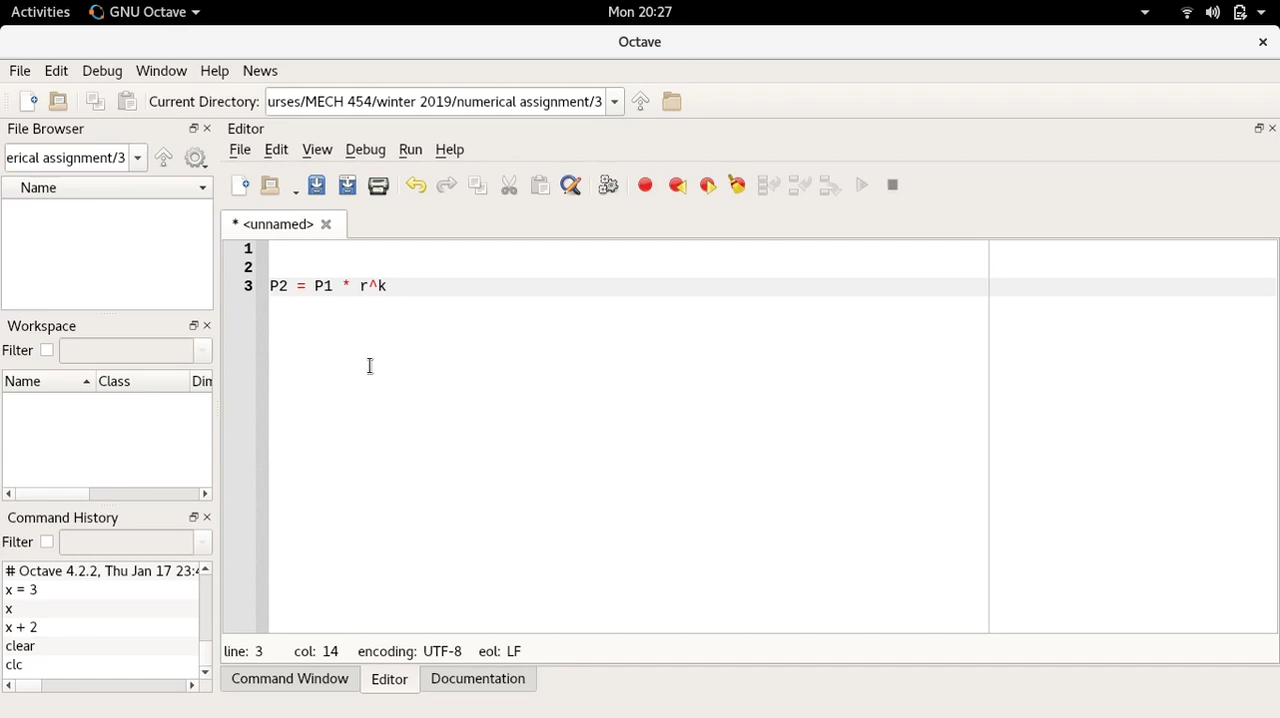 Activities GNU Octave Mon 20:27
Octave
File Edit Debug Window Help News
Current Directory: urses/MECH 454/winter 2019/numerical assignment/3
File Browser
erical assignment/3
Name
Workspace
Filter
Name Class Dim
Command History
Filter
# Octave 4.2.2, Thu Jan 17 23:4
x = 3
x
x + 2
clear
clc
Editor
File Edit View Debug Run Help
* <unnamed>
1
2
3 P2 = P1 * r^k
line: 3 col: 14 encoding: UTF-8 eol: LF
Command Window Editor Documentation